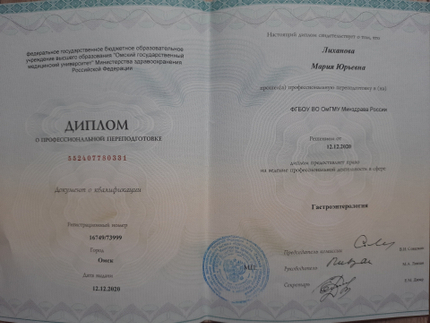 федеральное государственное бюджетное образовательное
учреждение высшего образования "Омский государственный
медицинский университет" Министерства здравоохранения
Российской Федерации
ДИПЛОМ
О ПРОФЕССИОНАЛЬНОЙ ПЕРЕПОДГОТОВКЕ
Документ о квалификации
Регистрационный номер
16749/73999
Город
Омск
Дата выдачи
12.12.2020
Настоящий диплом свидетельствует о том, что
Лиханова
Мария Юрьевна
прошёл(а) профессиональную переподготовку в (на)
ФГБОУ ВО ОмГМУ Минздрава России
Решением от
12.12.2020
диплом предоставляет право
на ведение профессиональной деятельности в сфере
Гастроэнтерология
Председатель комиссии
Руководитель
Секретарь
М.П.